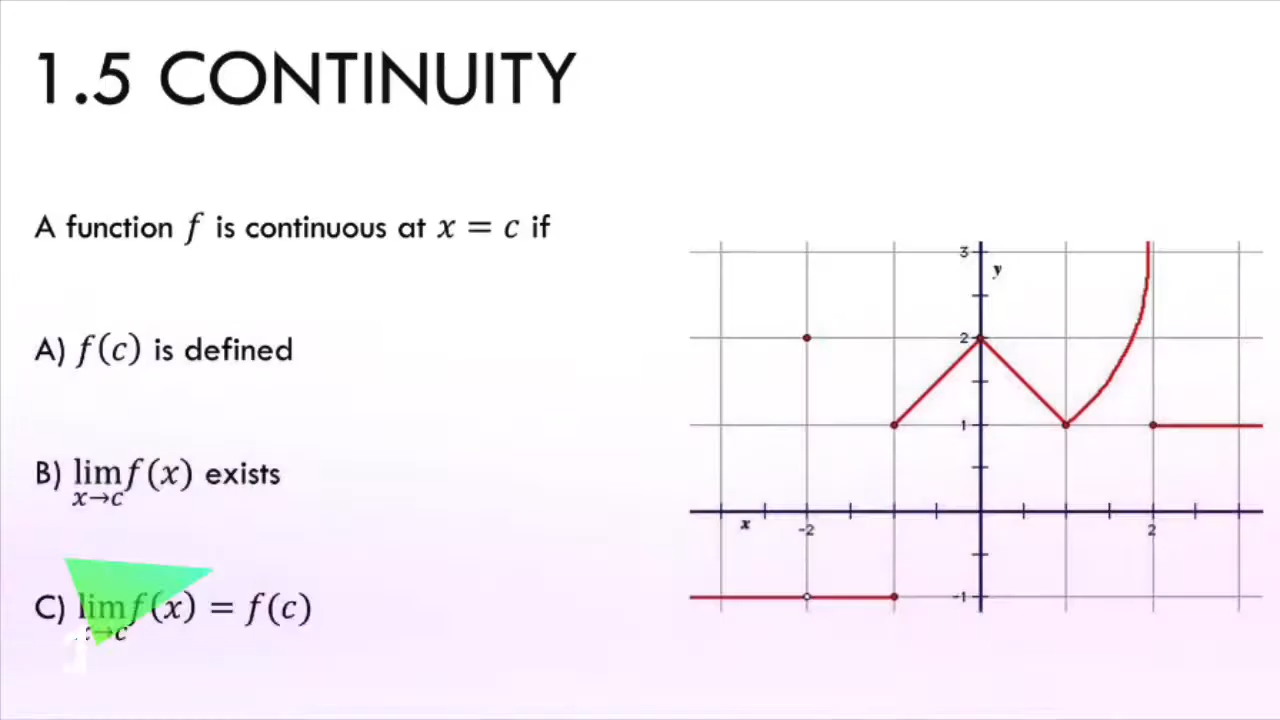 1.5 CONTINUITY
A function f is continuous at x = c if
A) f(c) is defined
B) lim f(x) exists
x→c
C) lim f(x) = f(c)
x→c
1
3
y
2
1
x
-2
2
-1